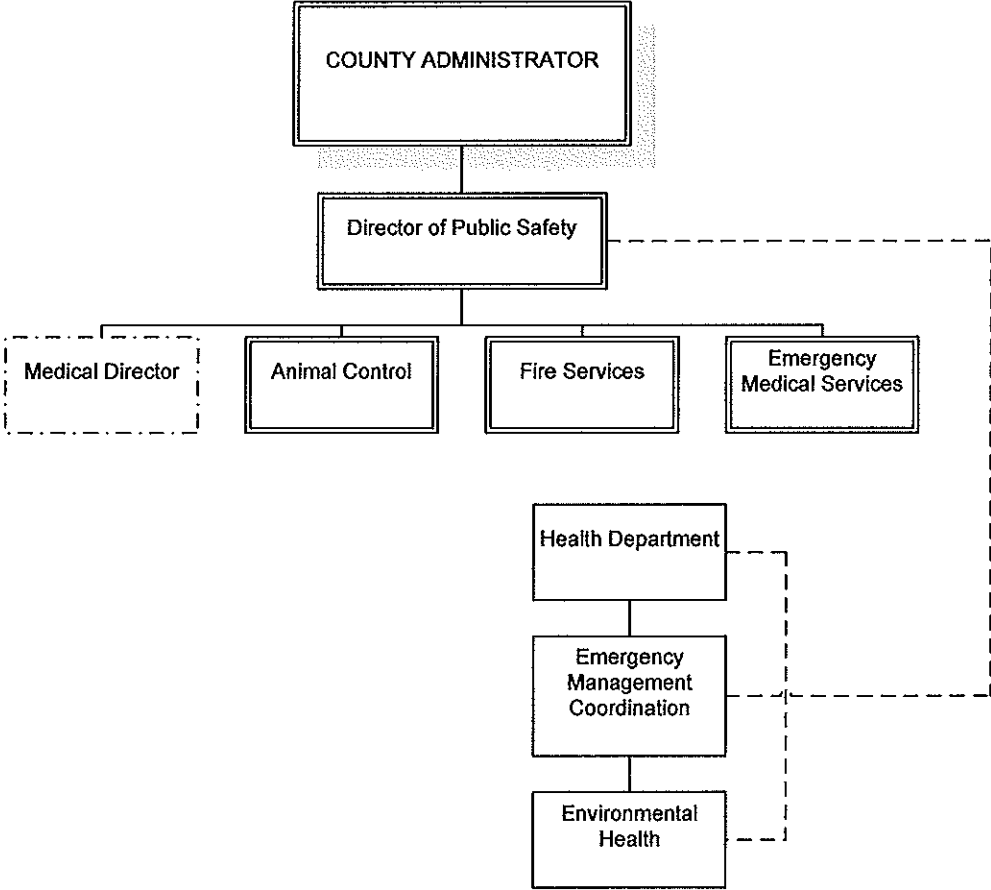 COUNTY ADMINISTRATOR
Director of Public Safety
Medical Director
Animal Control
Fire Services
Emergency
Medical Services
Health Department
Emergency
Management
Coordination
Environmental
Health